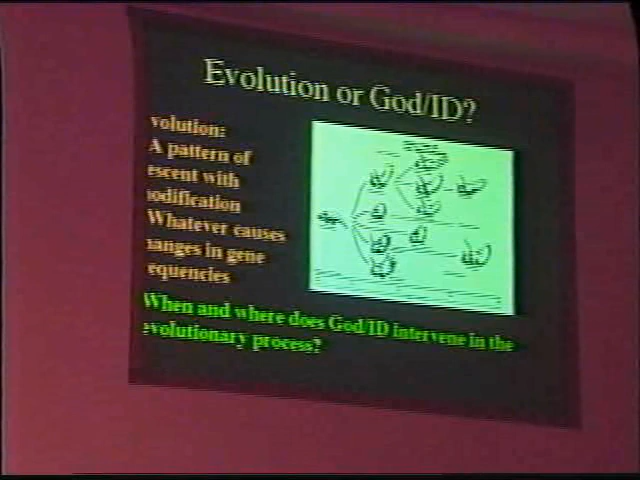 Evolution or God/ID?
volution:
A pattern of
escent with
odification
Whatever causes
anges in gene
equencies
When and where does God/ID intervene in the
evolutionary process?